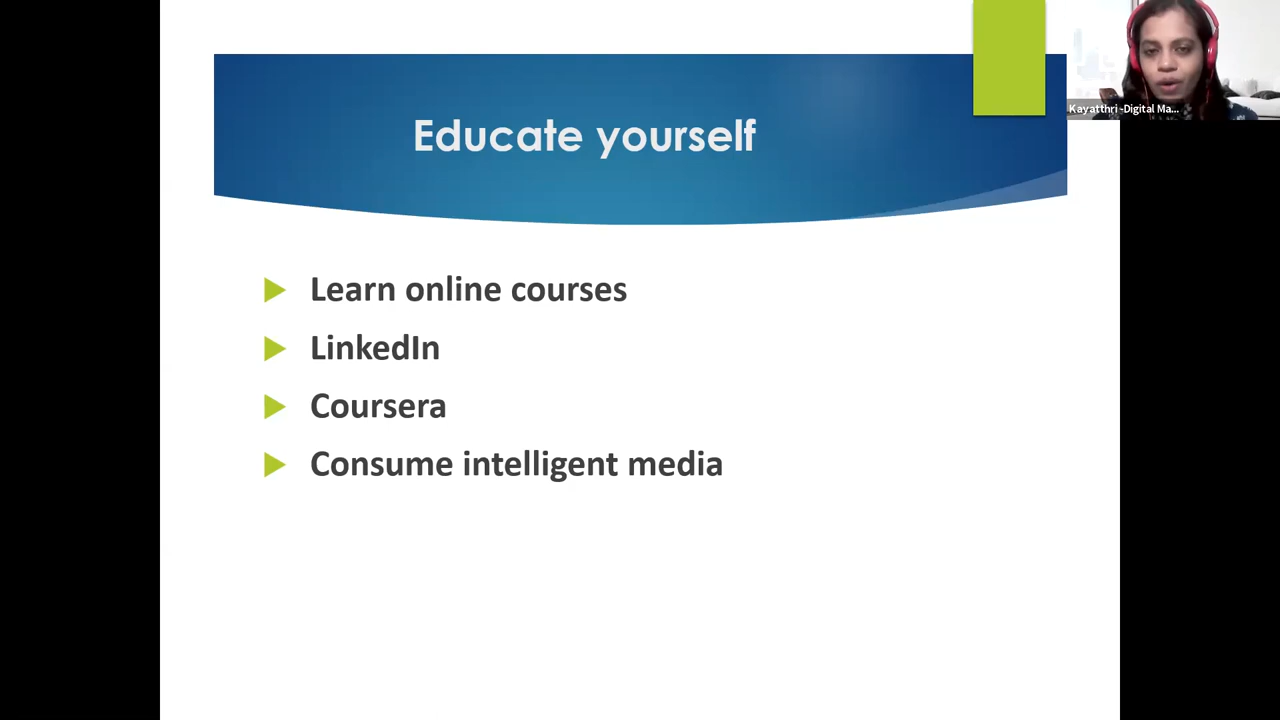 Educate yourself
Kayatthri -Digital Ma...
Learn online courses
LinkedIn
Coursera
Consume intelligent media